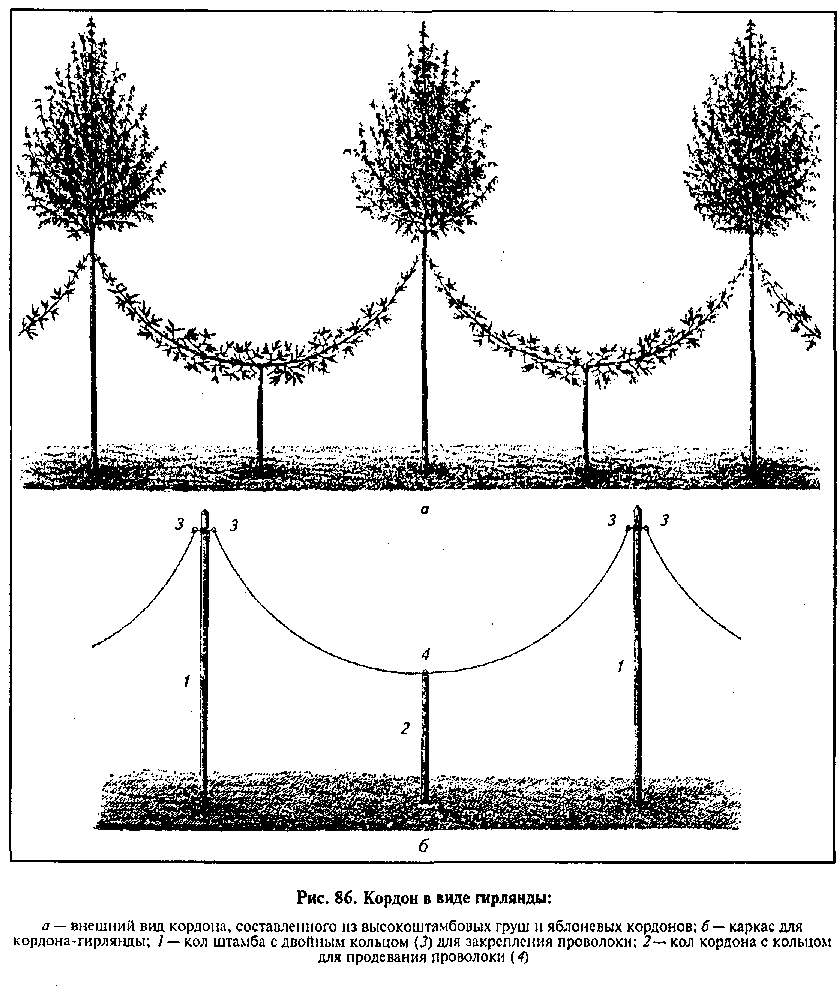 а
3 3 3 3
4
1 1
2
б
Рис. 86. Кордон в виде гирлянды:
а — внешний вид кордона, составленного из высокоштамбовых груш и яблоневых кордонов; б — каркас для
кордона-гирлянды; 1 — кол штамба с двойным кольцом (3) для закрепления проволоки; 2 — кол кордона с кольцом
для продевания проволоки (4)